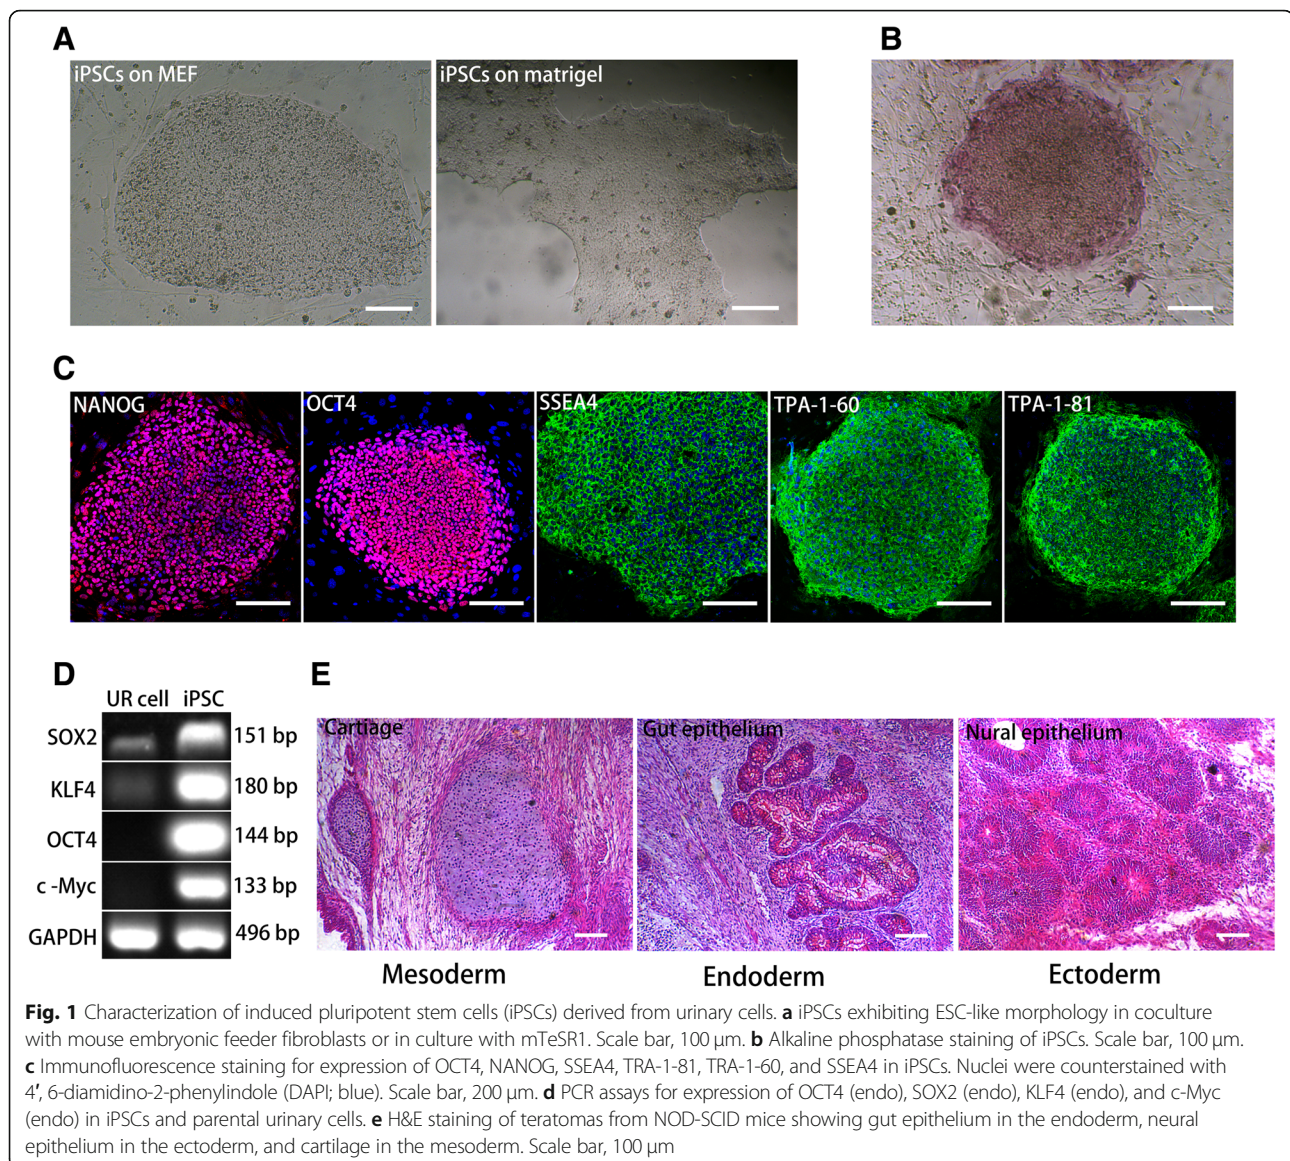 A
B
iPSCs on MEF
iPSCs on matrigel
C
NANOG
OCT4
SSEA4
TPA-1-60
TPA-1-81
D
E
UR cell iPSC
SOX2 151 bp
KLF4 180 bp
OCT4 144 bp
c -Myc 133 bp
GAPDH 496 bp
Cartiage
Gut epithelium
Nural epithelium
Mesoderm
Endoderm
Ectoderm
Fig. 1 Characterization of induced pluripotent stem cells (iPSCs) derived from urinary cells. a iPSCs exhibiting ESC-like morphology in coculture
with mouse embryonic feeder fibroblasts or in culture with mTeSR1. Scale bar, 100 μm. b Alkaline phosphatase staining of iPSCs. Scale bar, 100 μm.
c Immunofluorescence staining for expression of OCT4, NANOG, SSEA4, TRA-1-81, TRA-1-60, and SSEA4 in iPSCs. Nuclei were counterstained with
4′, 6-diamidino-2-phenylindole (DAPI; blue). Scale bar, 200 μm. d PCR assays for expression of OCT4 (endo), SOX2 (endo), KLF4 (endo), and c-Myc
(endo) in iPSCs and parental urinary cells. e H&E staining of teratomas from NOD-SCID mice showing gut epithelium in the endoderm, neural
epithelium in the ectoderm, and cartilage in the mesoderm. Scale bar, 100 μm